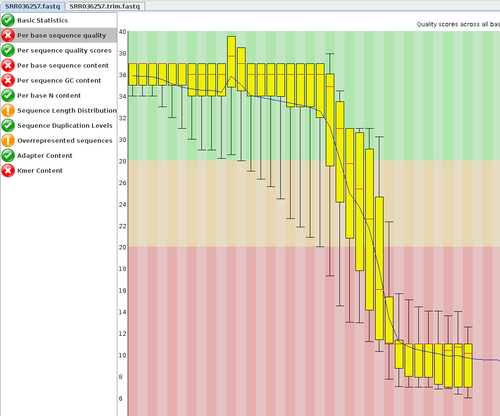 SRR036257.fastq SRR036257.trim.fastq
Basic Statistics
Per base sequence quality
Per sequence quality scores
Per base sequence content
Per sequence GC content
Per base N content
Sequence Length Distribution
Sequence Duplication Levels
Overrepresented sequences
Adapter Content
Kmer Content
Quality scores across all bas
40
38
36
34
32
30
28
26
24
22
20
18
16
14
12
10
8
6